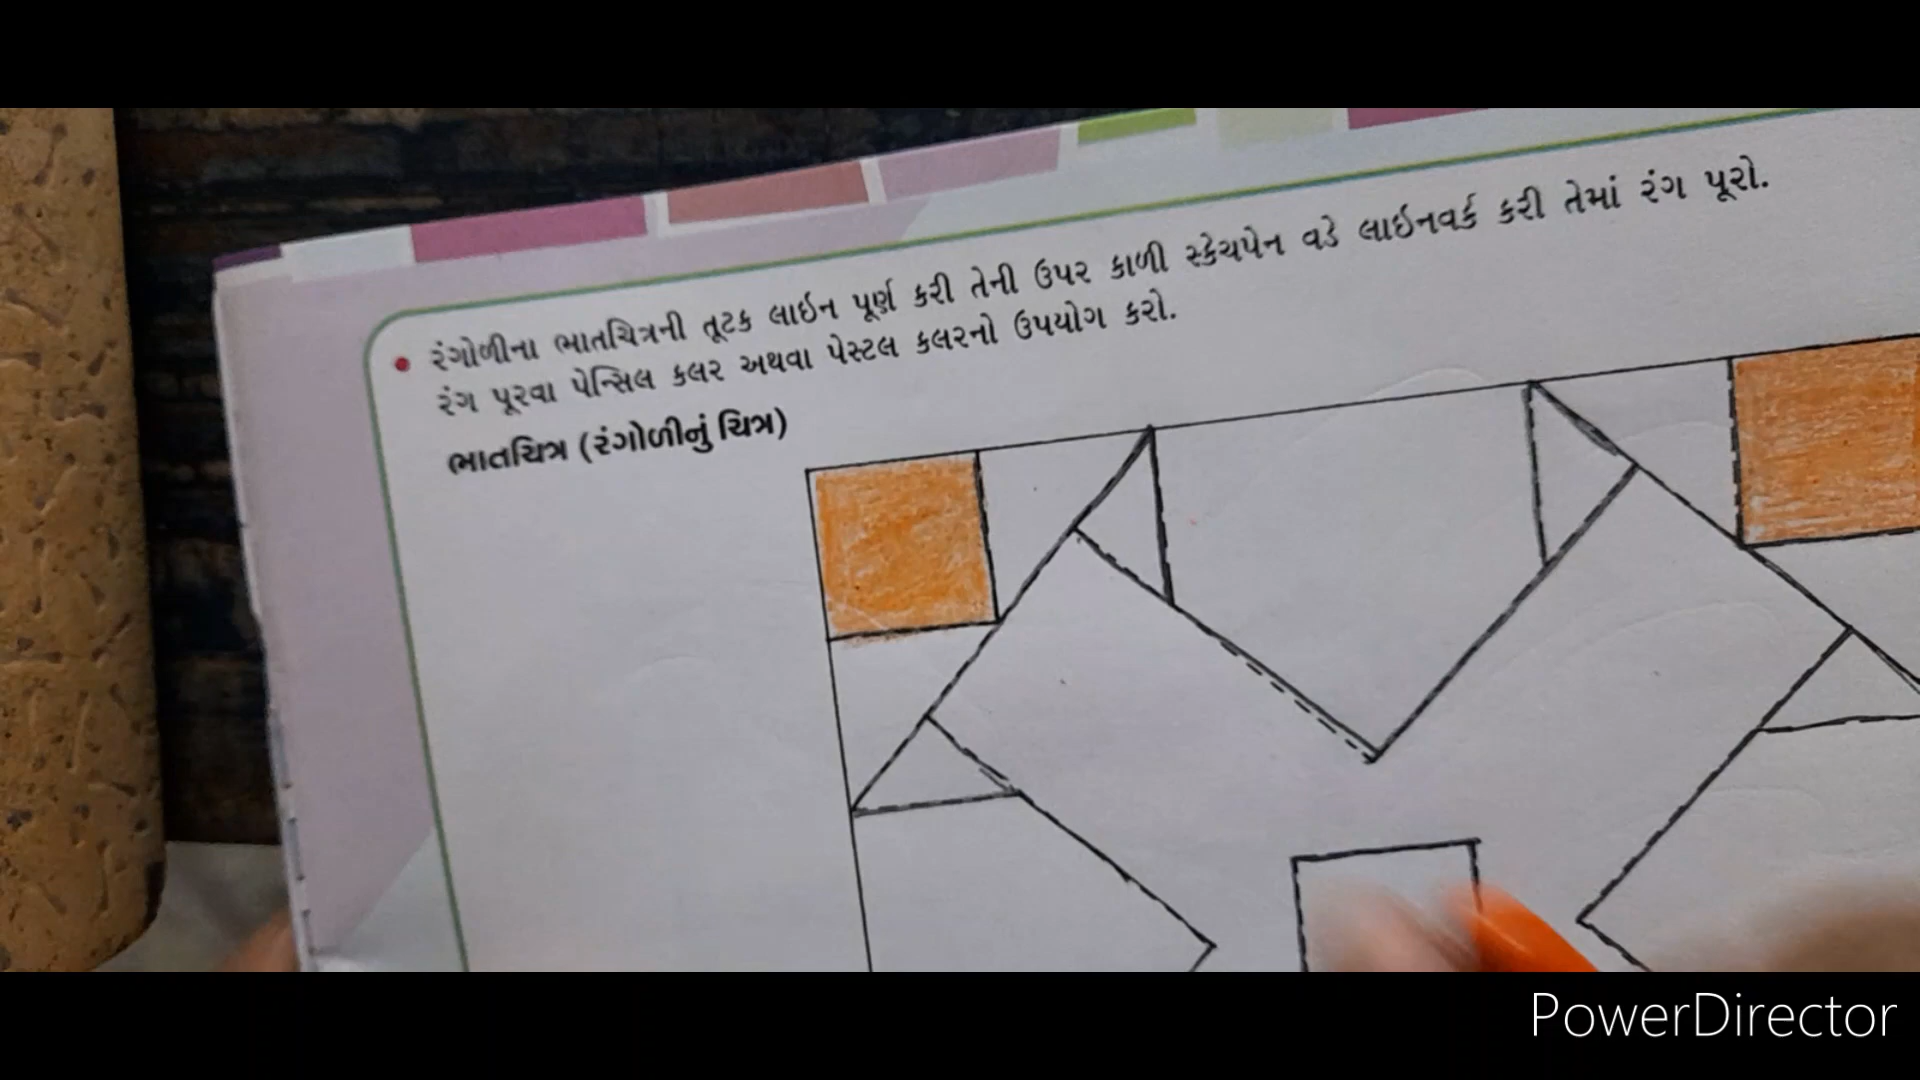 રંગોળીના ભાતચિત્રની તૂટક લાઇન પૂર્ણ કરી તેની ઉપર કાળી સ્કેચપેન વડે લાઇનવર્ક કરી તેમાં રંગ પૂરો.
રંગ પૂરવા પેન્સિલ કલર અથવા પેસ્ટલ કલરનો ઉપયોગ કરો.
ભાતચિત્ર (રંગોળીનું ચિત્ર)
PowerDirector